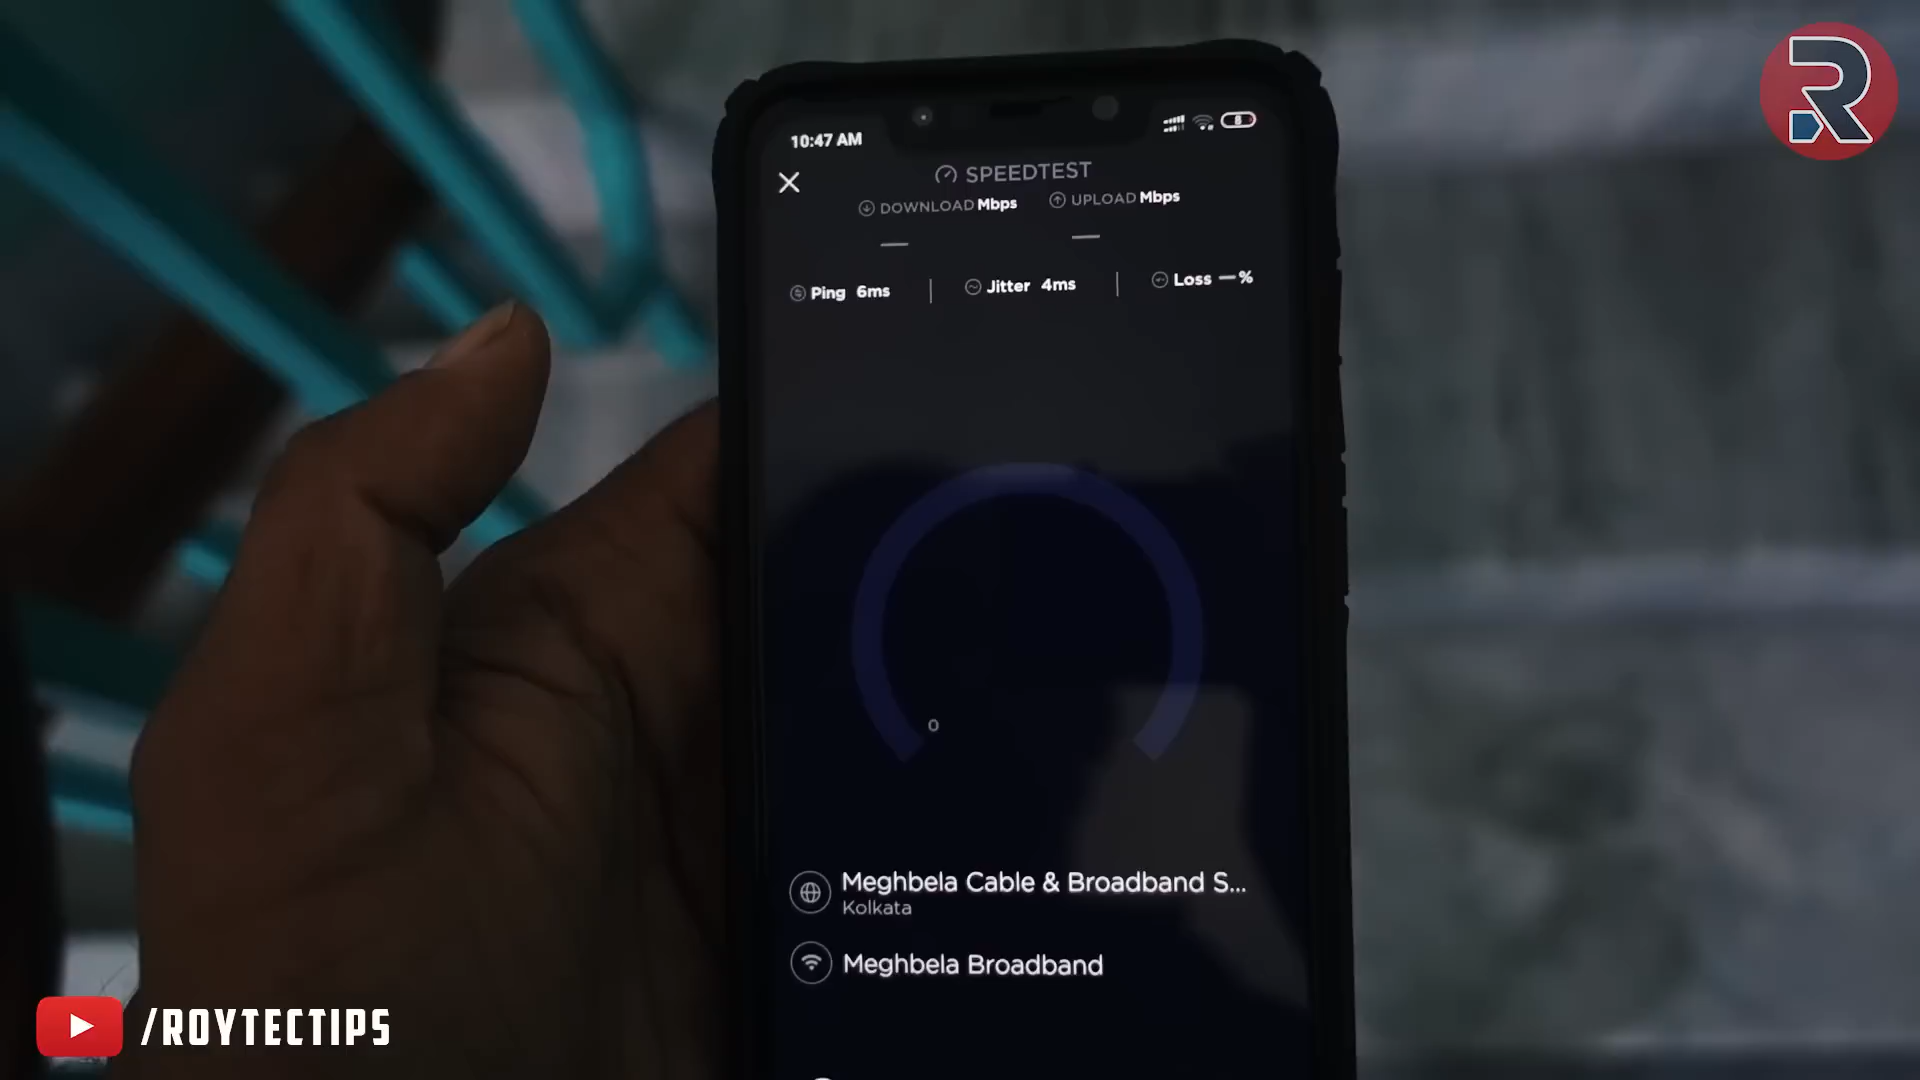 R
10:47 AM
8
SPEEDTEST
DOWNLOAD Mbps
UPLOAD Mbps
—
—
Ping 6ms
Jitter 4ms
Loss —%
0
Meghbela Cable & Broadband S...
Kolkata
Meghbela Broadband
/ROYTECTIPS